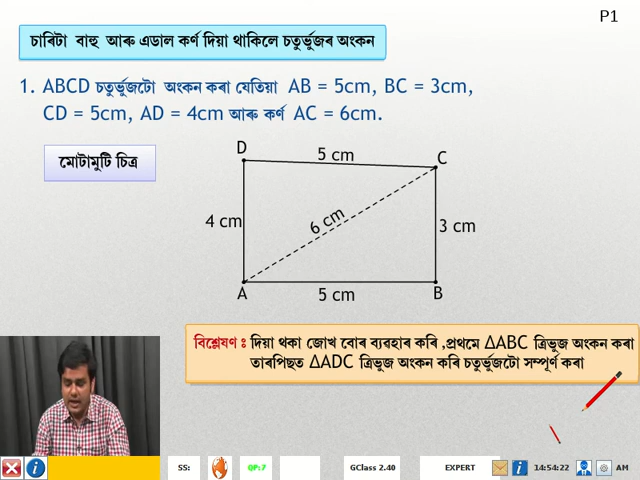 P1
চাৰিটা বাহু আৰু এডাল কৰ্ণ দিয়া থাকিলে চতুৰ্ভুজৰ অংকন
1. ABCD চতুৰ্ভুজটো অংকন কৰা যেতিয়া AB = 5cm, BC = 3cm,
CD = 5cm, AD = 4cm আৰু কৰ্ণ AC = 6cm.
মোটামুটি চিত্ৰ
D
5 cm
C
4 cm
6 cm
3 cm
A
5 cm
B
বিশ্লেষণ ঃ দিয়া থকা জোখ বোৰ ব্যৱহাৰ কৰি ,প্ৰথমে ΔABC ত্ৰিভুজ অংকন কৰা
তাৰপিছত ΔADC ত্ৰিভুজ অংকন কৰি চতুৰ্ভুজটো সম্পূৰ্ণ কৰা
SS: QP:7 GClass 2.40 EXPERT 14:54:22 AM